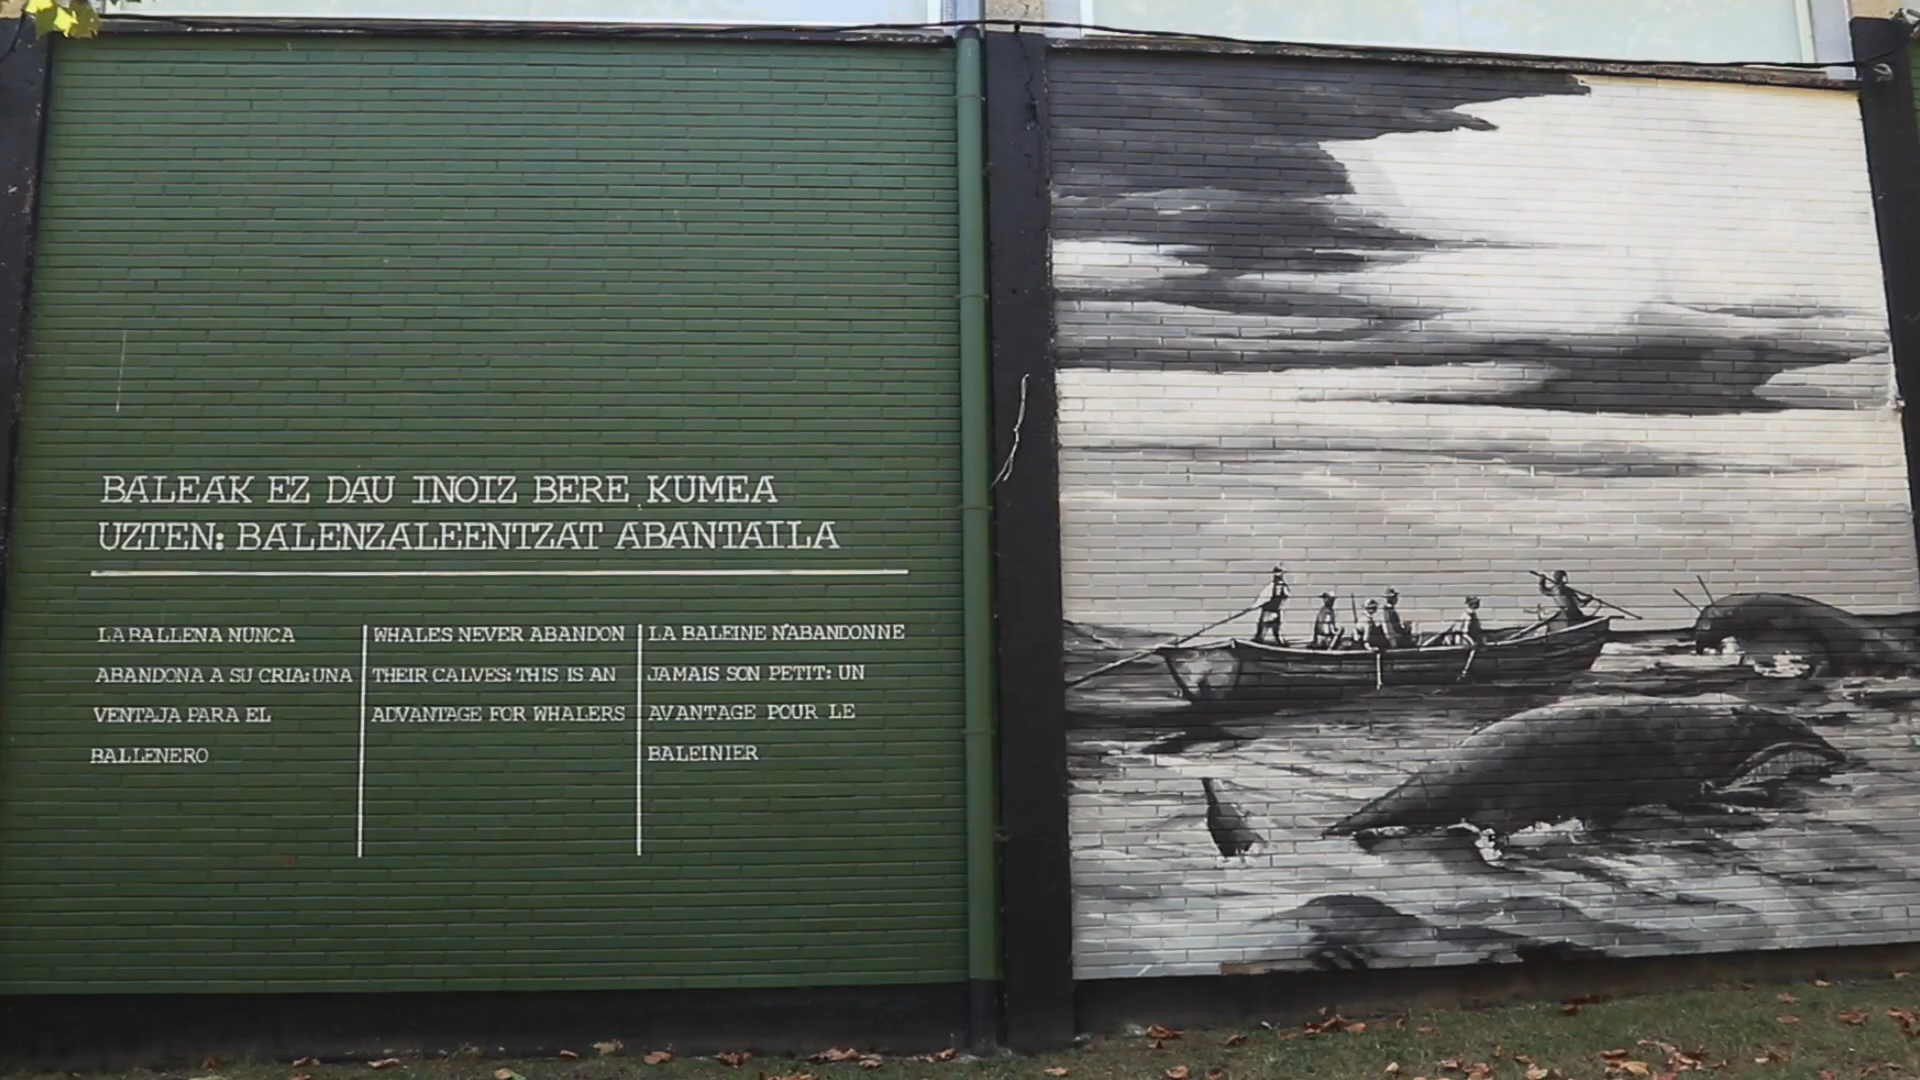 BALEAK EZ DAU INOIZ BERE KUMEA
UZTEN: BALENZALEENTZAT ABANTAILA
LA BALLENA NUNCA
ABANDONA A SU CRIA: UNA
VENTAJA PARA EL
BALLENERO
WHALES NEVER ABANDON
THEIR CALVES: THIS IS AN
ADVANTAGE FOR WHALERS
LA BALEINE N'ABANDONNE
JAMAIS SON PETIT: UN
AVANTAGE POUR LE
BALEINIER